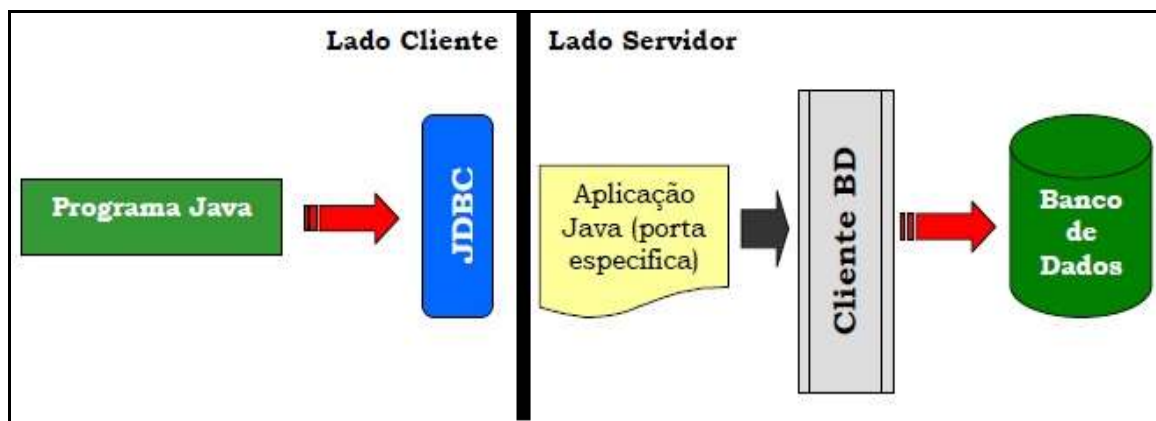 Lado Cliente
Lado Servidor
Programa Java
JDBC
Aplicação
Java (porta
especifica)
Cliente BD
Banco
de
Dados